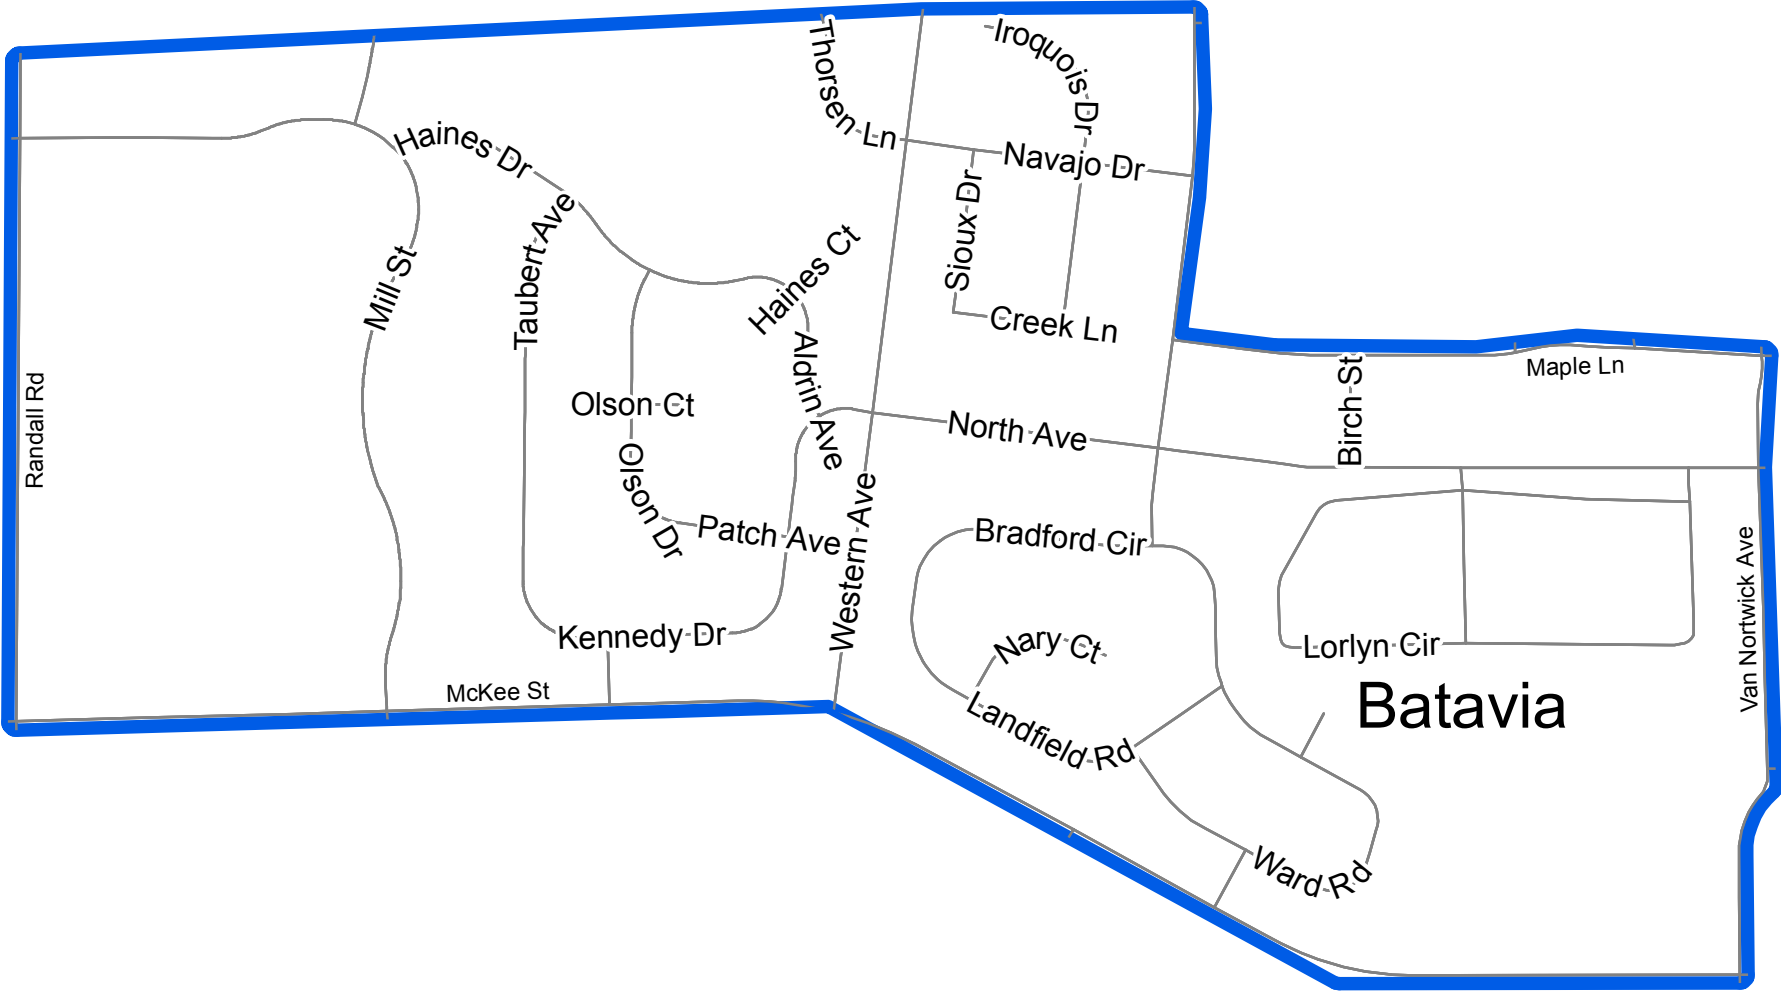 Thorsen Ln
Iroquois Dr
Haines Dr
Navajo Dr
Sioux Dr
Taubert Ave
Haines Ct
Mill St
Creek Ln
Aldrin Ave
Maple Ln
Birch St
Randall Rd
Olson Ct
North Ave
Olson Dr
Patch Ave
Western Ave
Bradford Cir
Van Nortwick Ave
Kennedy Dr
Nary Ct
Lorlyn Cir
McKee St
Batavia
Landfield Rd
Ward Rd